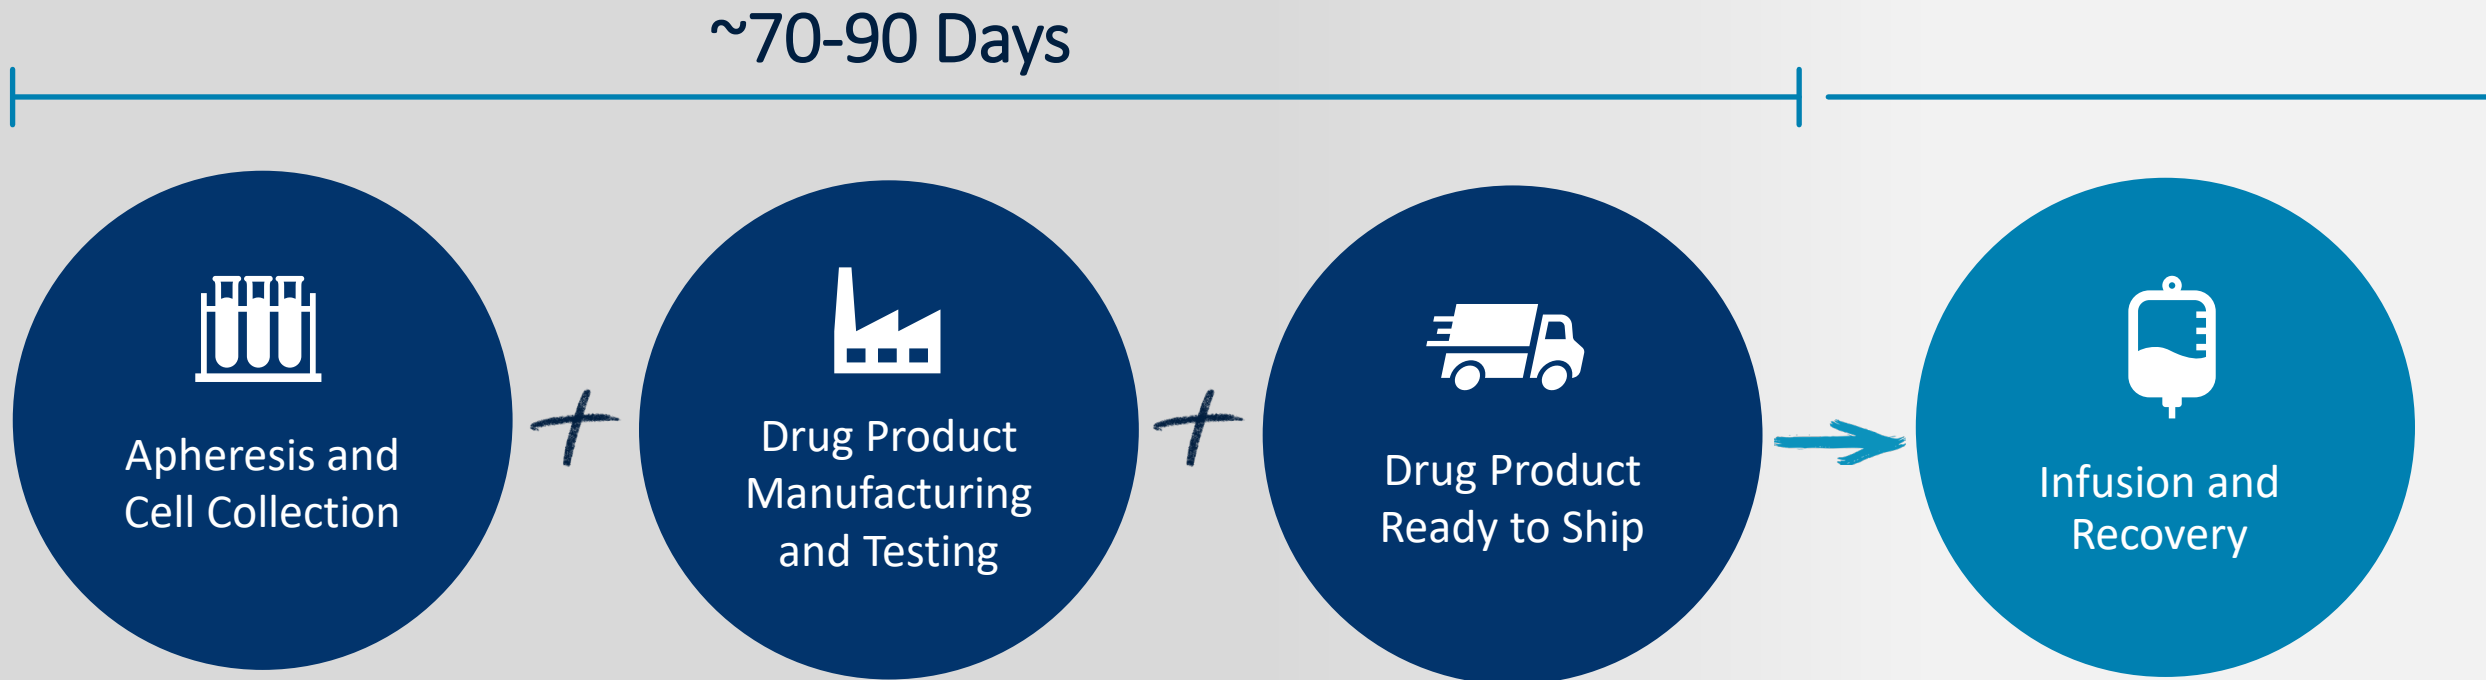 ~70-90 Days
Apheresis and
Cell Collection
Drug Product
Manufacturing
and Testing
Drug Product
Ready to Ship
Infusion and
Recovery